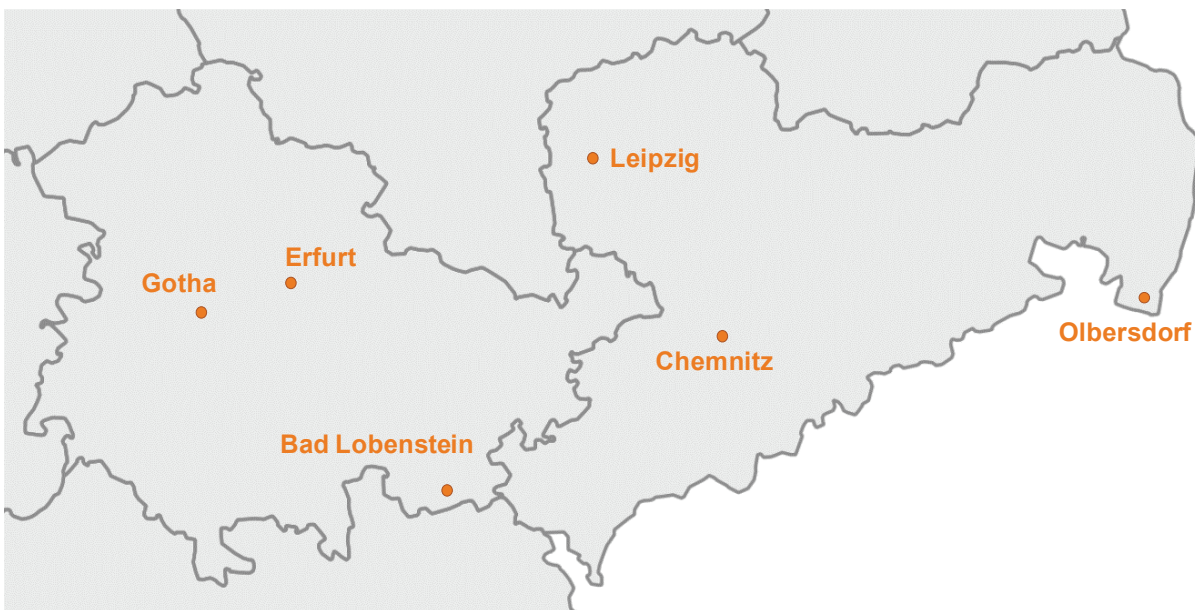 Leipzig
Erfurt
Gotha
Olbersdorf
Chemnitz
Bad Lobenstein